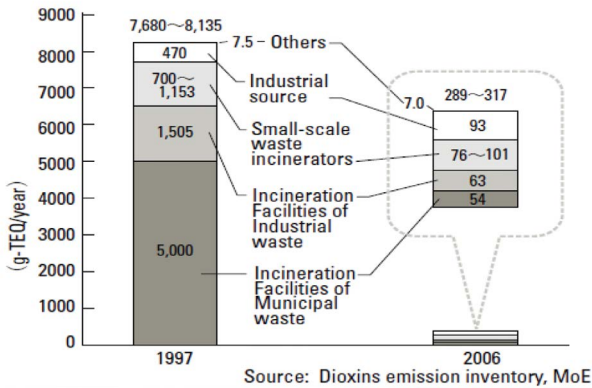 9000
8000
7000
6000
5000
4000
3000
2000
1000
0
(g-TEQ/year)
7,680～8,135
470
700～
1,153
1,505
5,000
1997
7.5
Others
Industrial
source
Small-scale
waste
incinerators
Incineration
Facilities of
Industrial
waste
Incineration
Facilities of
Municipal
waste
289～317
7.0
93
76～101
63
54
2006
Source: Dioxins emission inventory, MoE